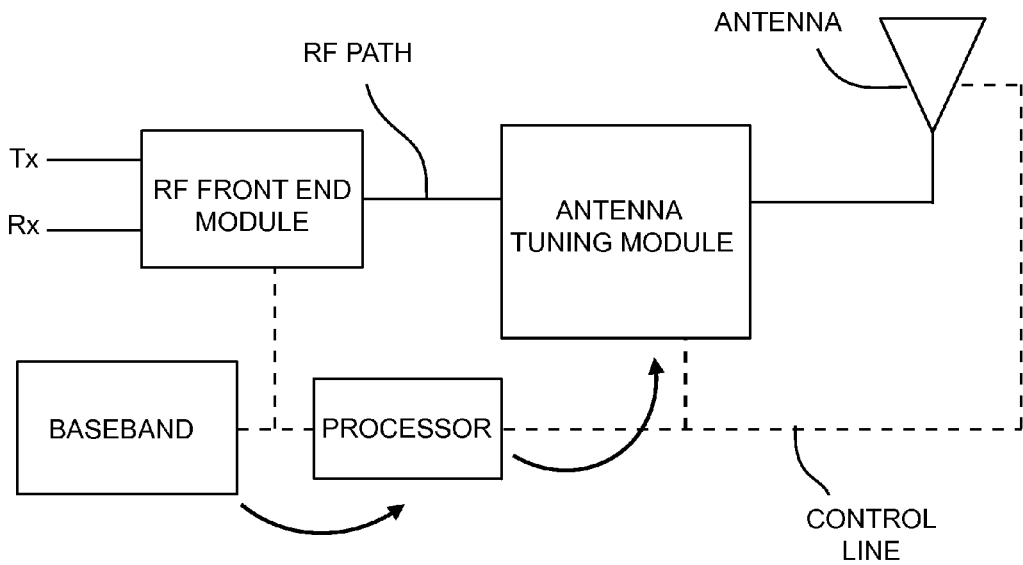 ANTENNA
RF PATH
Tx
Rx
RF FRONT END
MODULE
ANTENNA
TUNING MODULE
BASEBAND
PROCESSOR
CONTROL
LINE